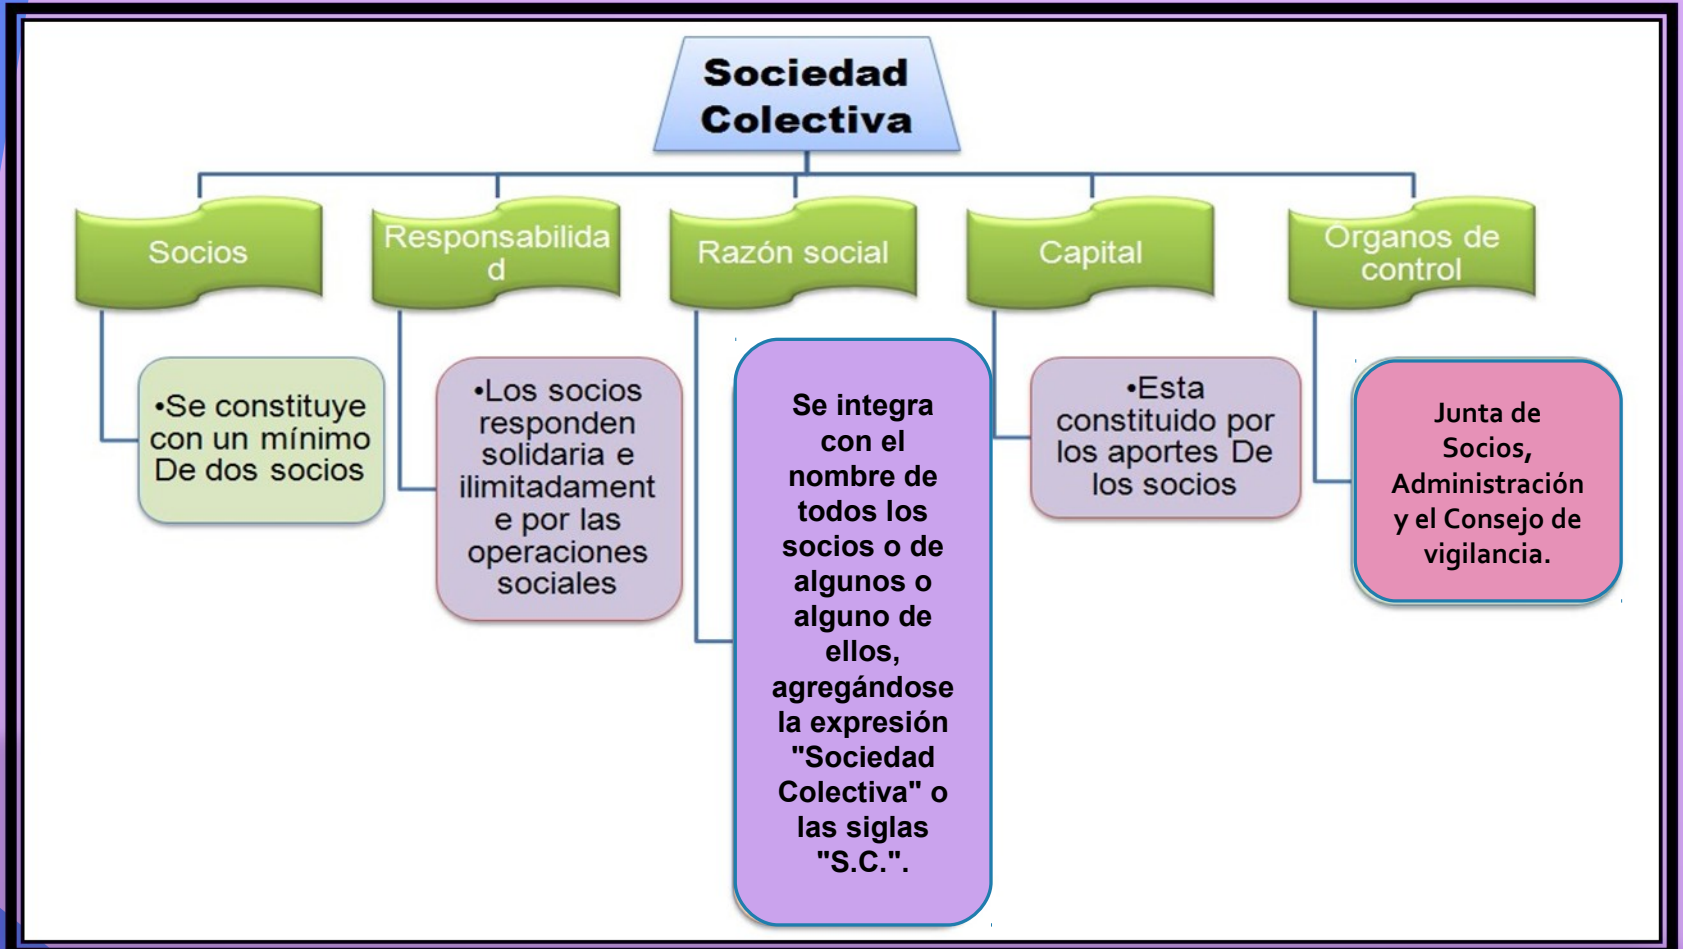 Sociedad
Colectiva
Socios
Responsabilida
d
Razón social
Capital
Órganos de
control
•Se constituye
con un mínimo
De dos socios
•Los socios
responden
solidaria e
ilimitadament
e por las
operaciones
sociales
Se integra
con el
nombre de
todos los
socios o de
algunos o
alguno de
ellos,
agregándose
la expresión
"Sociedad
Colectiva" o
las siglas
"S.C.".
•Esta
constituido por
los aportes De
los socios
Junta de
Socios,
Administración
y el Consejo de
vigilancia.